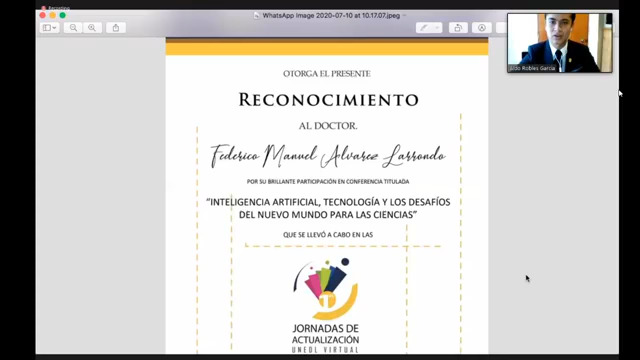 Recording
WhatsApp Image 2020-07-10 at 10.17.07.jpeg
OTORGA EL PRESENTE
RECONOCIMIENTO
AL DOCTOR.
Federico Manuel Alvarez Larrondo
POR SU BRILLANTE PARTICIPACIÓN EN CONFERENCIA TITULADA
"INTELIGENCIA ARTIFICIAL, TECNOLOGÍA Y LOS DESAFÍOS
DEL NUEVO MUNDO PARA LAS CIENCIAS"
QUE SE LLEVÓ A CABO EN LAS
1
JORNADAS DE
ACTUALIZACIÓN
UNEDL VIRTUAL
Robles García